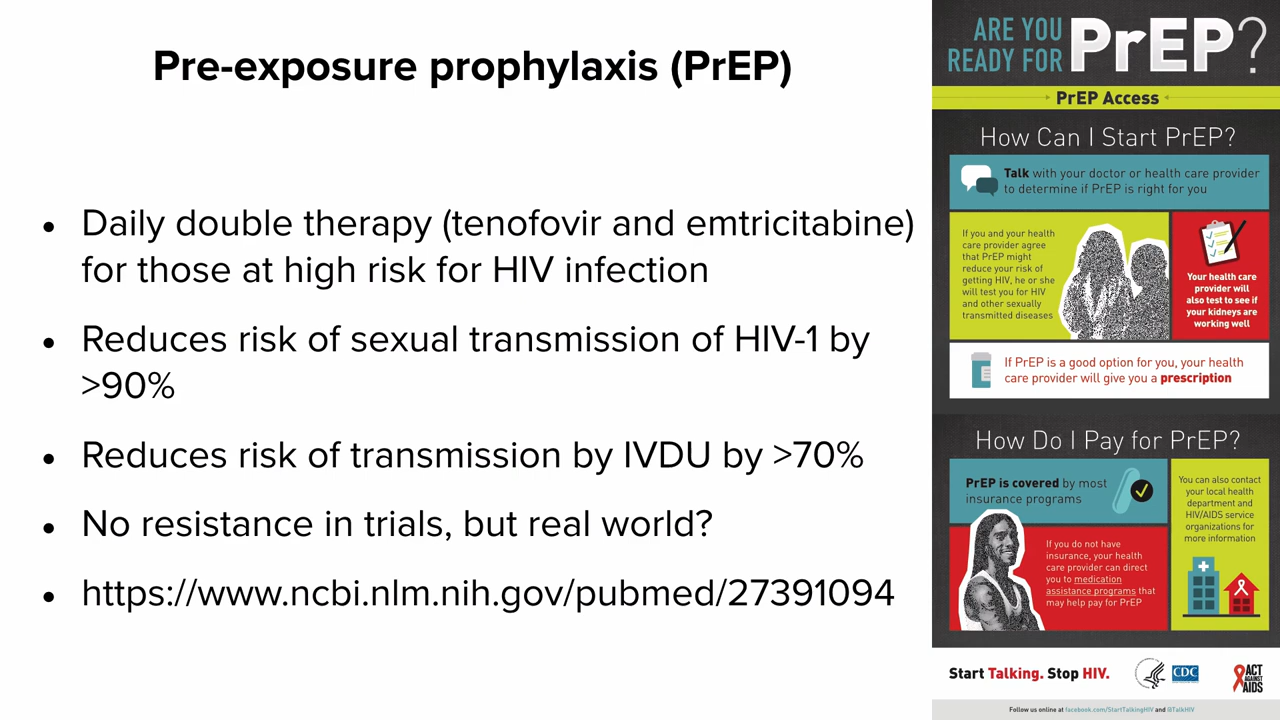 Pre-exposure prophylaxis (PrEP)
• Daily double therapy (tenofovir and emtricitabine)
for those at high risk for HIV infection
• Reduces risk of sexual transmission of HIV-1 by
>90%
• Reduces risk of transmission by IVDU by >70%
• No resistance in trials, but real world?
• https://www.ncbi.nlm.nih.gov/pubmed/27391094
ARE YOU
READY FOR
PrEP?
PrEP Access
How Can I Start PrEP?
Talk with your doctor or health care provider
to determine if PrEP is right for you
If you and your health
care provider agree
that PrEP might
reduce your risk of
getting HIV, he or she
will test you for HIV
and other sexually
transmitted diseases
Your health care
provider will
also test to see if
your kidneys are
working well
If PrEP is a good option for you, your health
care provider will give you a prescription
How Do I Pay for PrEP?
PrEP is covered by most
insurance programs
If you do not have
insurance, your health
care provider can direct
you to medication
assistance programs that
may help pay for PrEP
You can also contact
your local health
department and
HIV/AIDS service
organizations for
more information
Start Talking. Stop HIV.
CDC
ACT
AGAINST
AIDS
Follow us online at facebook.com/StartTalkingHIV and @TalkHIV